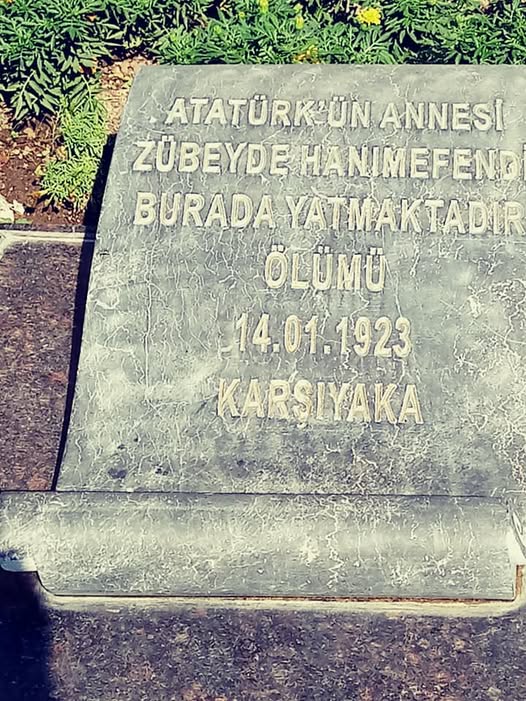 ATATÜRK'ÜN ANNESİ
ZÜBEYDE HANIMEFENDİ
BURADA YATMAKTADIR
ÖLÜMÜ
14.01.1923
KARŞIYAKA